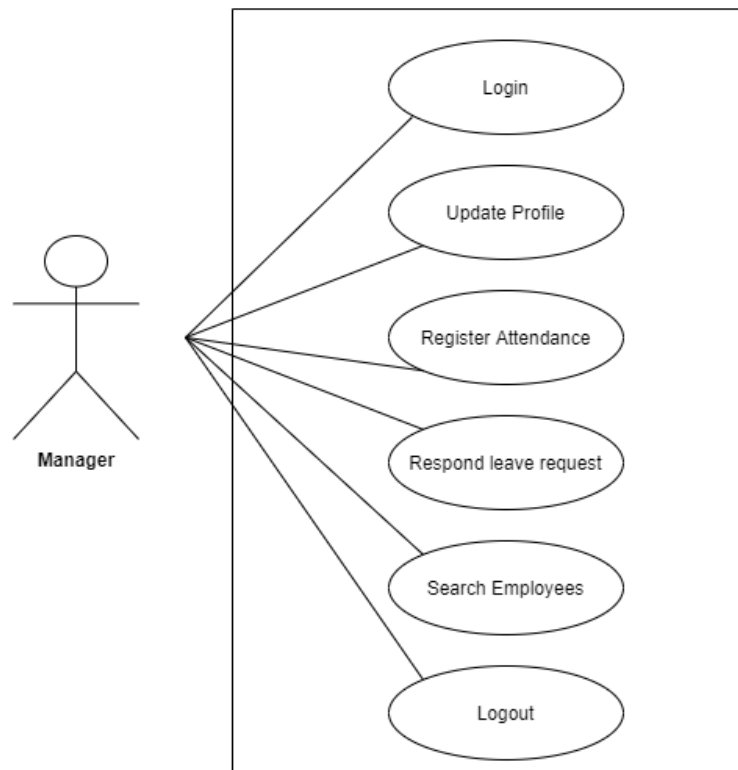 Login
Update Profile
Register Attendance
Manager
Respond leave request
Search Employees
Logout